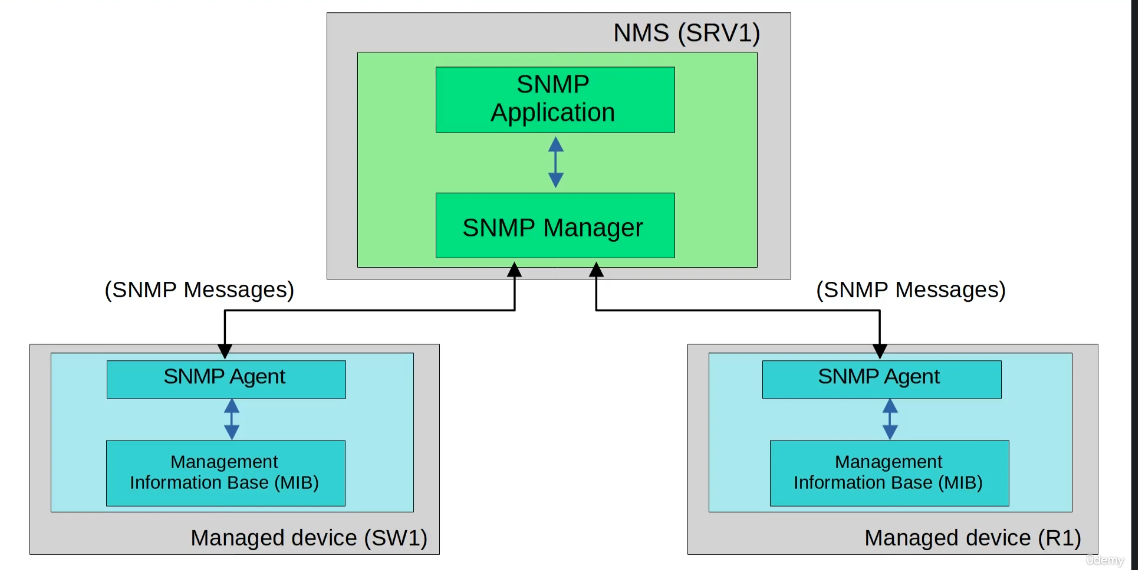 NMS (SRV1)
SNMP
Application
SNMP Manager
(SNMP Messages)
(SNMP Messages)
SNMP Agent
Management
Information Base (MIB)
Managed device (SW1)
SNMP Agent
Management
Information Base (MIB)
Managed device (R1)
ûdemy